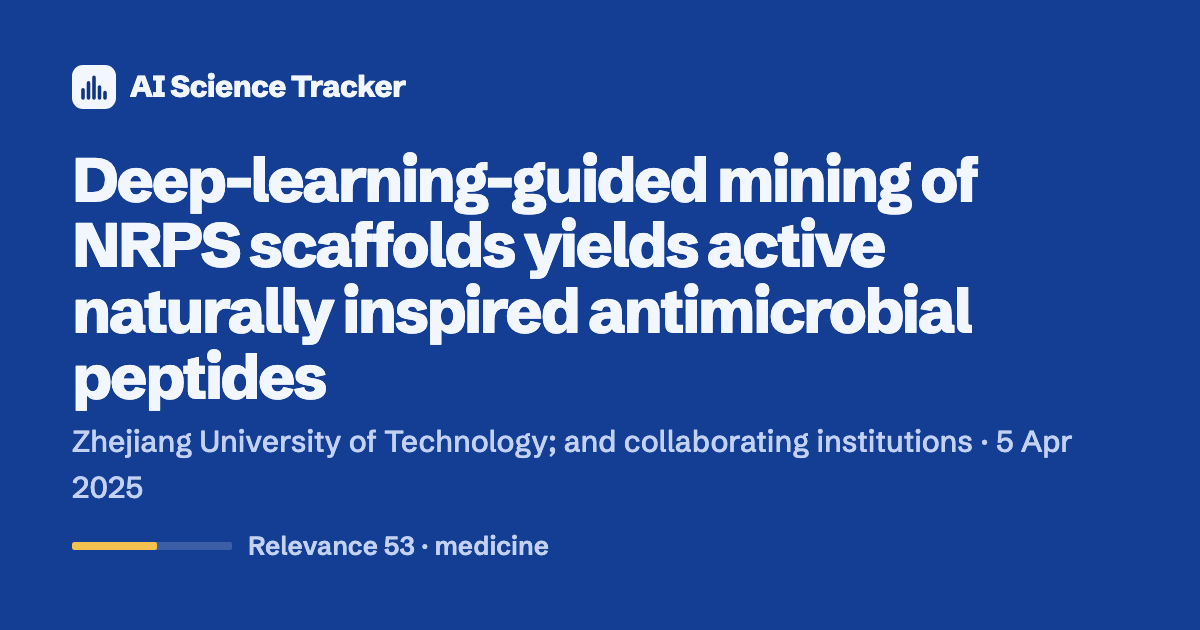 AI Science Tracker
Deep-learning-guided mining of
NRPS scaffolds yields active
naturally inspired antimicrobial
peptides
Zhejiang University of Technology; and collaborating institutions · 5 Apr
2025
Relevance 53 · medicine